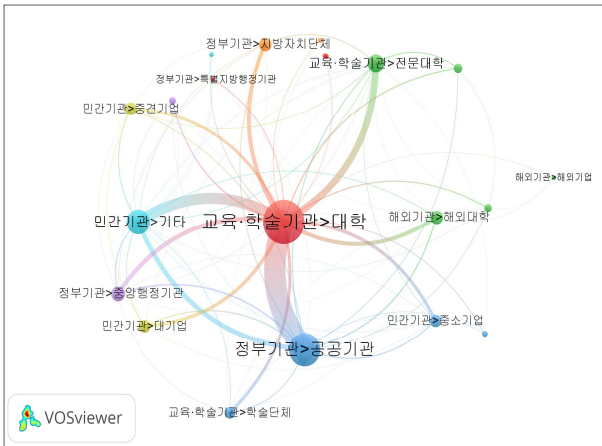 정부기관>지방자치단체
교육·학술기관>전문대학
정부기관>특별지방행정기관
민간기관>중견기업
해외기관>해외기업
민간기관>기타
교육·학술기관>대학
해외기관>해외대학
정부기관>중앙행정기관
민간기관>대기업
민간기관>중소기업
정부기관>공공기관
교육·학술기관>학술단체
VOSviewer